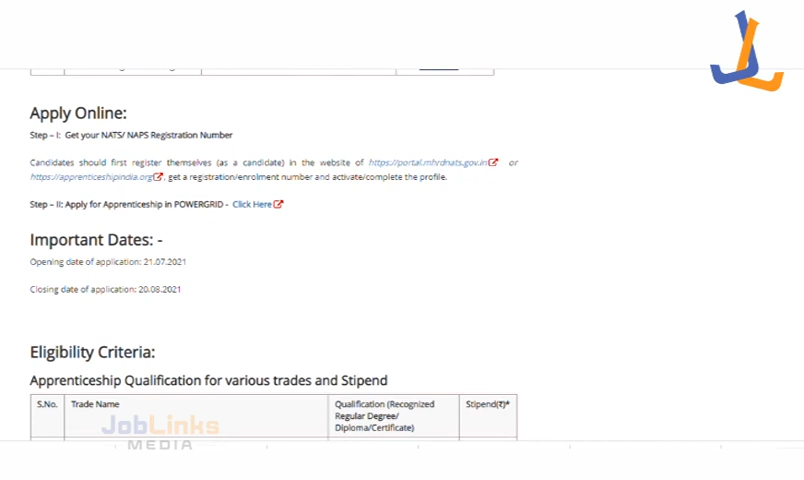 Apply Online:
Step – I: Get your NATS/ NAPS Registration Number
Candidates should first register themselves (as a candidate) in the website of https://portal.mhrdnats.gov.in or
https://apprenticeshipindia.org, get a registration/enrolment number and activate/complete the profile.
Step – II: Apply for Apprenticeship in POWERGRID - Click Here
Important Dates: -
Opening date of application: 21.07.2021
Closing date of application: 20.08.2021
Eligibility Criteria:
Apprenticeship Qualification for various trades and Stipend
S.No. Trade Name Qualification (Recognized Stipend(₹)*
Regular Degree/
Diploma/Certificate)
JobLinks
MEDIA